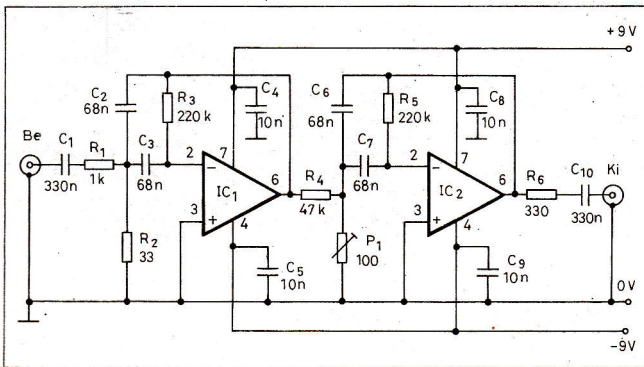 +9V
C2
68n
R3
220k
C4
10n
C6
68n
R5
220k
C8
10n
Be
C1
330n
R1
1k
C3
68n
2
7
6
3
4
IC1
R4
47k
C7
68n
2
7
6
3
4
IC2
R6
330
C10
330n
Ki
R2
33
C5
10n
P1
100
C9
10n
0V
-9V